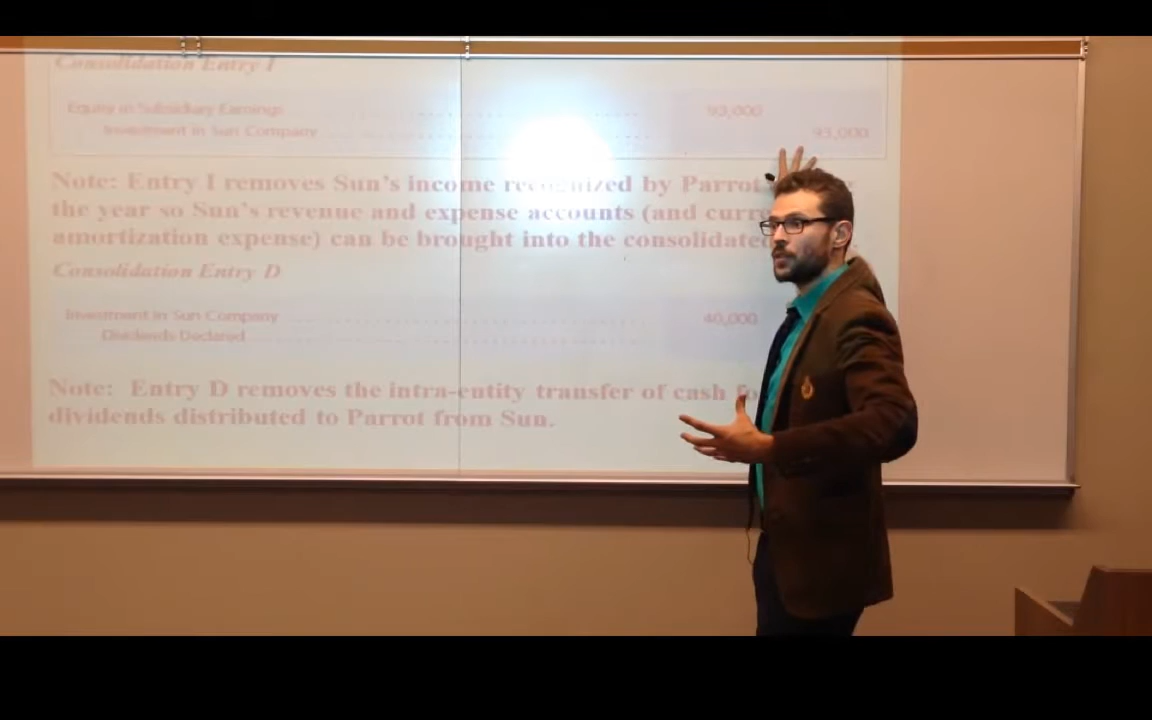 Consolidation Entry I
Equity in Subsidiary Earnings 93,000
Investment in Sun Company 93,000
Note: Entry I removes Sun's income recognized by Parrot
the year so Sun's revenue and expense accounts (and
amortization expense) can be brought into the consolidated
Consolidation Entry D
Investment in Sun Company 40,000
Dividends Declared
Note: Entry D removes the intra-entity transfer of cash
dividends distributed to Parrot from Sun.